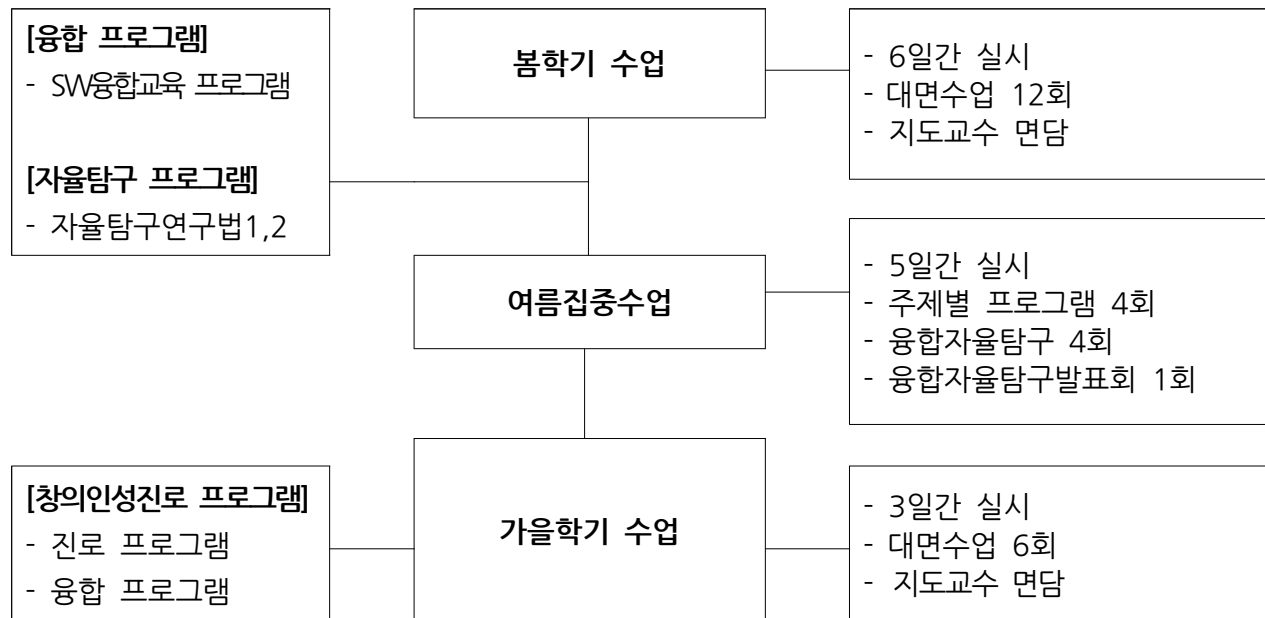 [융합 프로그램]
- SW융합교육 프로그램
[자율탐구 프로그램]
- 자율탐구연구법1,2
봄학기 수업
- 6일간 실시
- 대면수업 12회
- 지도교수 면담
여름집중수업
- 5일간 실시
- 주제별 프로그램 4회
- 융합자율탐구 4회
- 융합자율탐구발표회 1회
[창의인성진로 프로그램]
- 진로 프로그램
- 융합 프로그램
가을학기 수업
- 3일간 실시
- 대면수업 6회
- 지도교수 면담